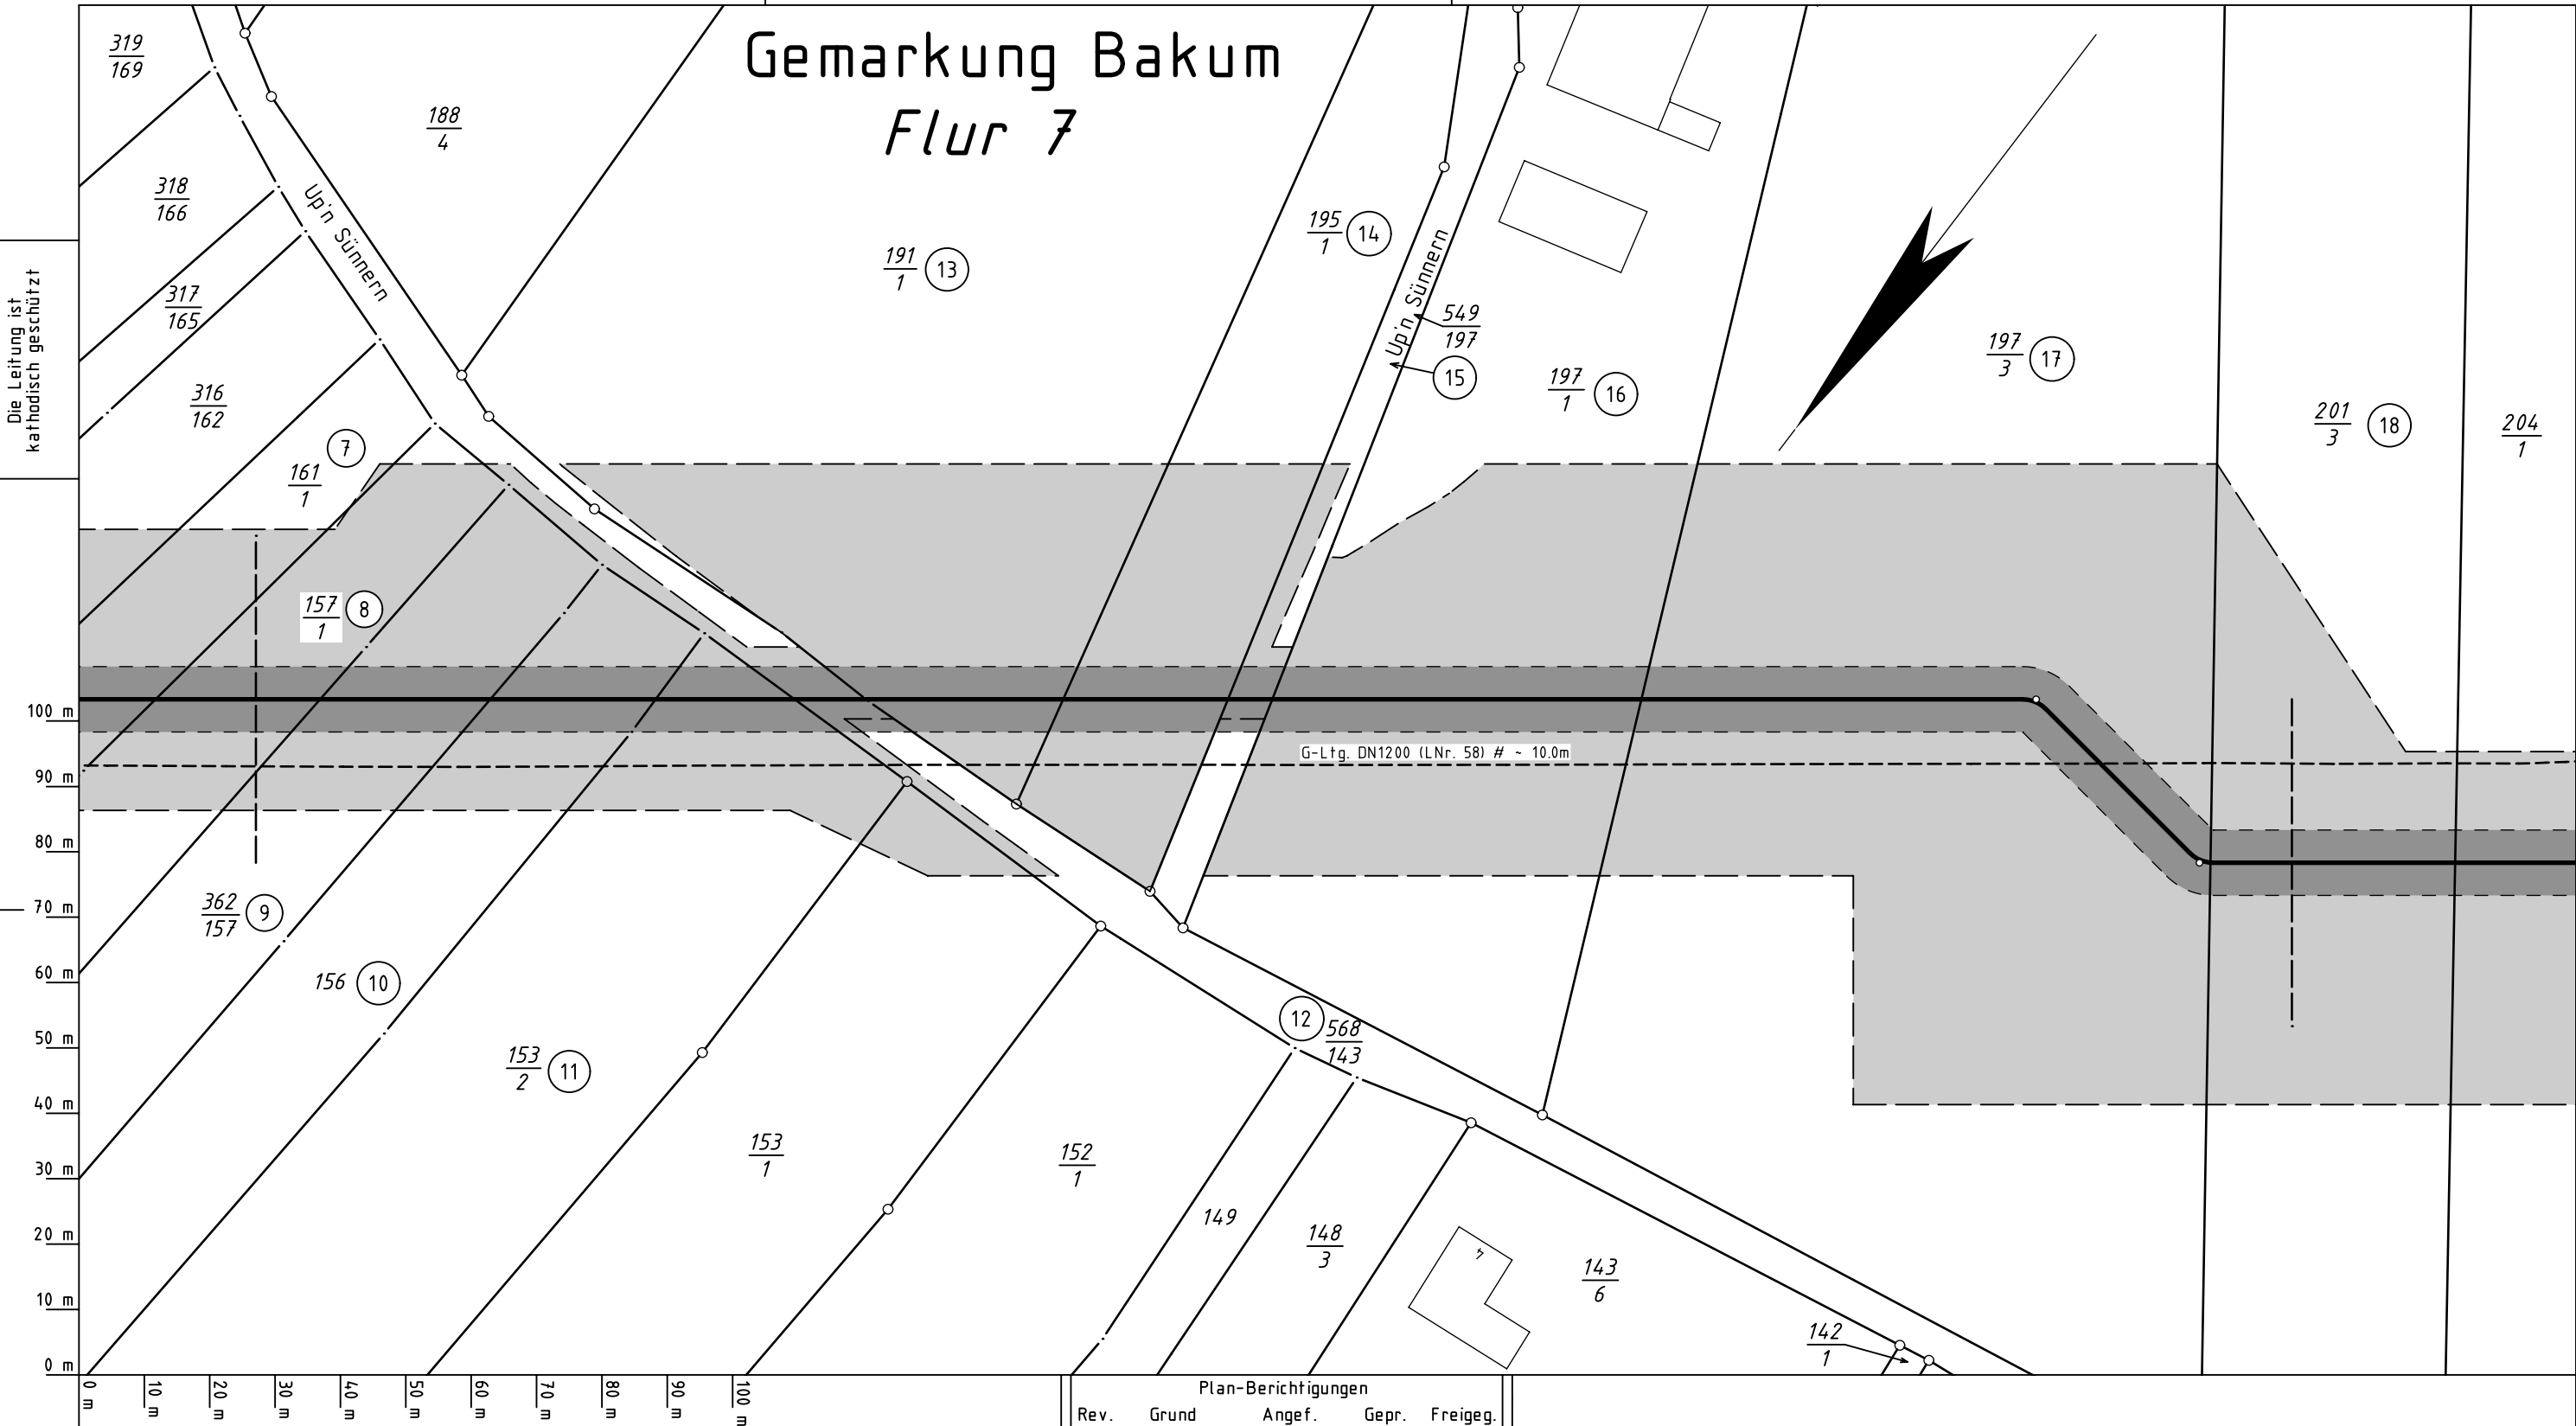 Gemarkung Bakum
Flur 7
319
169
188
4
318
166
Up'n Sünnern
191
1
13
195
1
14
Up'n Sünnern
Die Leitung ist
kathodisch geschützt
317
165
549
197
15
197
3
17
316
162
197
1
16
201
3
18
204
1
7
161
1
157
1
8
100 m
G-Ltg. DN1200 (LNr. 58) # ~ 10.0m
90 m
80 m
70 m
362
157
9
60 m
156
10
50 m
12
568
143
153
2
11
40 m
153
1
152
1
30 m
20 m
149
148
3
4
143
6
10 m
142
1
0 m
0 m
10 m
20 m
30 m
40 m
50 m
60 m
70 m
80 m
90 m
100 m
Plan-Berichtigungen
Rev. Grund Angef. Gepr. Freigeg.